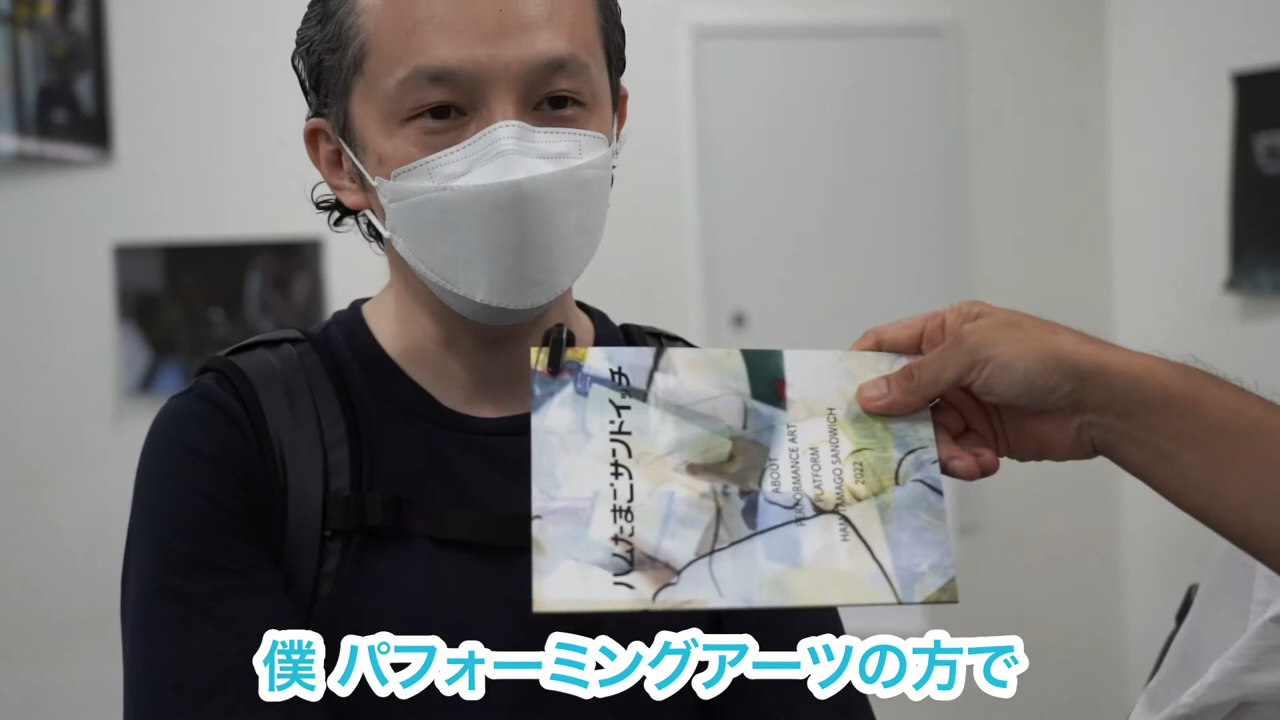 ハムたまごサンドイッチ
ABOUT
PERFORMANCE ART
PLATFORM
HAMTAMAGO SANDWICH
2022
僕 パフォーミングアーツの方で